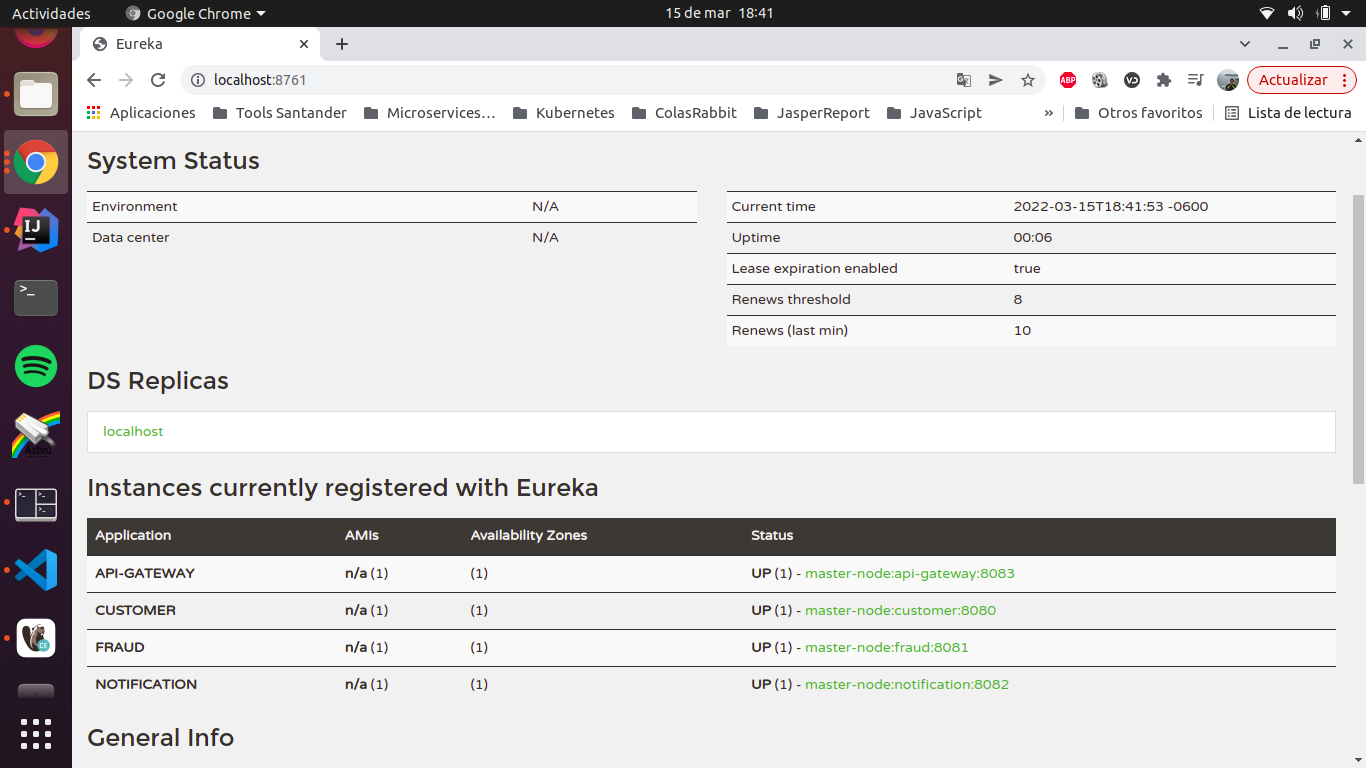 Actividades Google Chrome 15 de mar 18:41
Eureka
localhost:8761 ABP Actualizar
Aplicaciones Tools Santander Microservices... Kubernetes ColasRabbit JasperReport JavaScript » Otros favoritos Lista de lectura
System Status
Environment N/A
Data center N/A
Current time 2022-03-15T18:41:53 -0600
Uptime 00:06
Lease expiration enabled true
Renews threshold 8
Renews (last min) 10
DS Replicas
localhost
Instances currently registered with Eureka
Application AMIs Availability Zones Status
API-GATEWAY n/a (1) (1) UP (1) - master-node:api-gateway:8083
CUSTOMER n/a (1) (1) UP (1) - master-node:customer:8080
FRAUD n/a (1) (1) UP (1) - master-node:fraud:8081
NOTIFICATION n/a (1) (1) UP (1) - master-node:notification:8082
General Info
IJ
>_